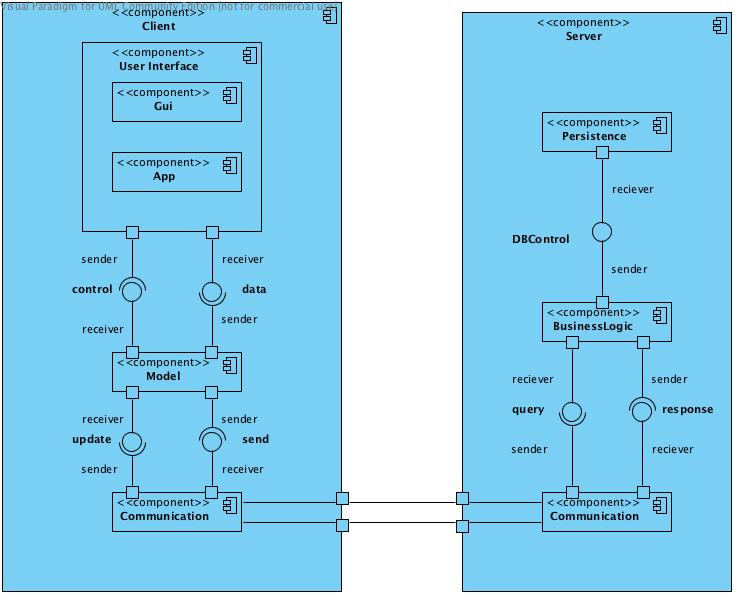 Visual Paradigm for UML Community Edition [not for commercial use]
<<component>>
Client
<<component>>
User Interface
<<component>>
Gui
<<component>>
App
sender
receiver
control
data
receiver
sender
<<component>>
Model
receiver
sender
update
send
sender
receiver
<<component>>
Communication
<<component>>
Server
<<component>>
Persistence
reciever
DBControl
sender
<<component>>
BusinessLogic
reciever
sender
query
response
sender
reciever
<<component>>
Communication